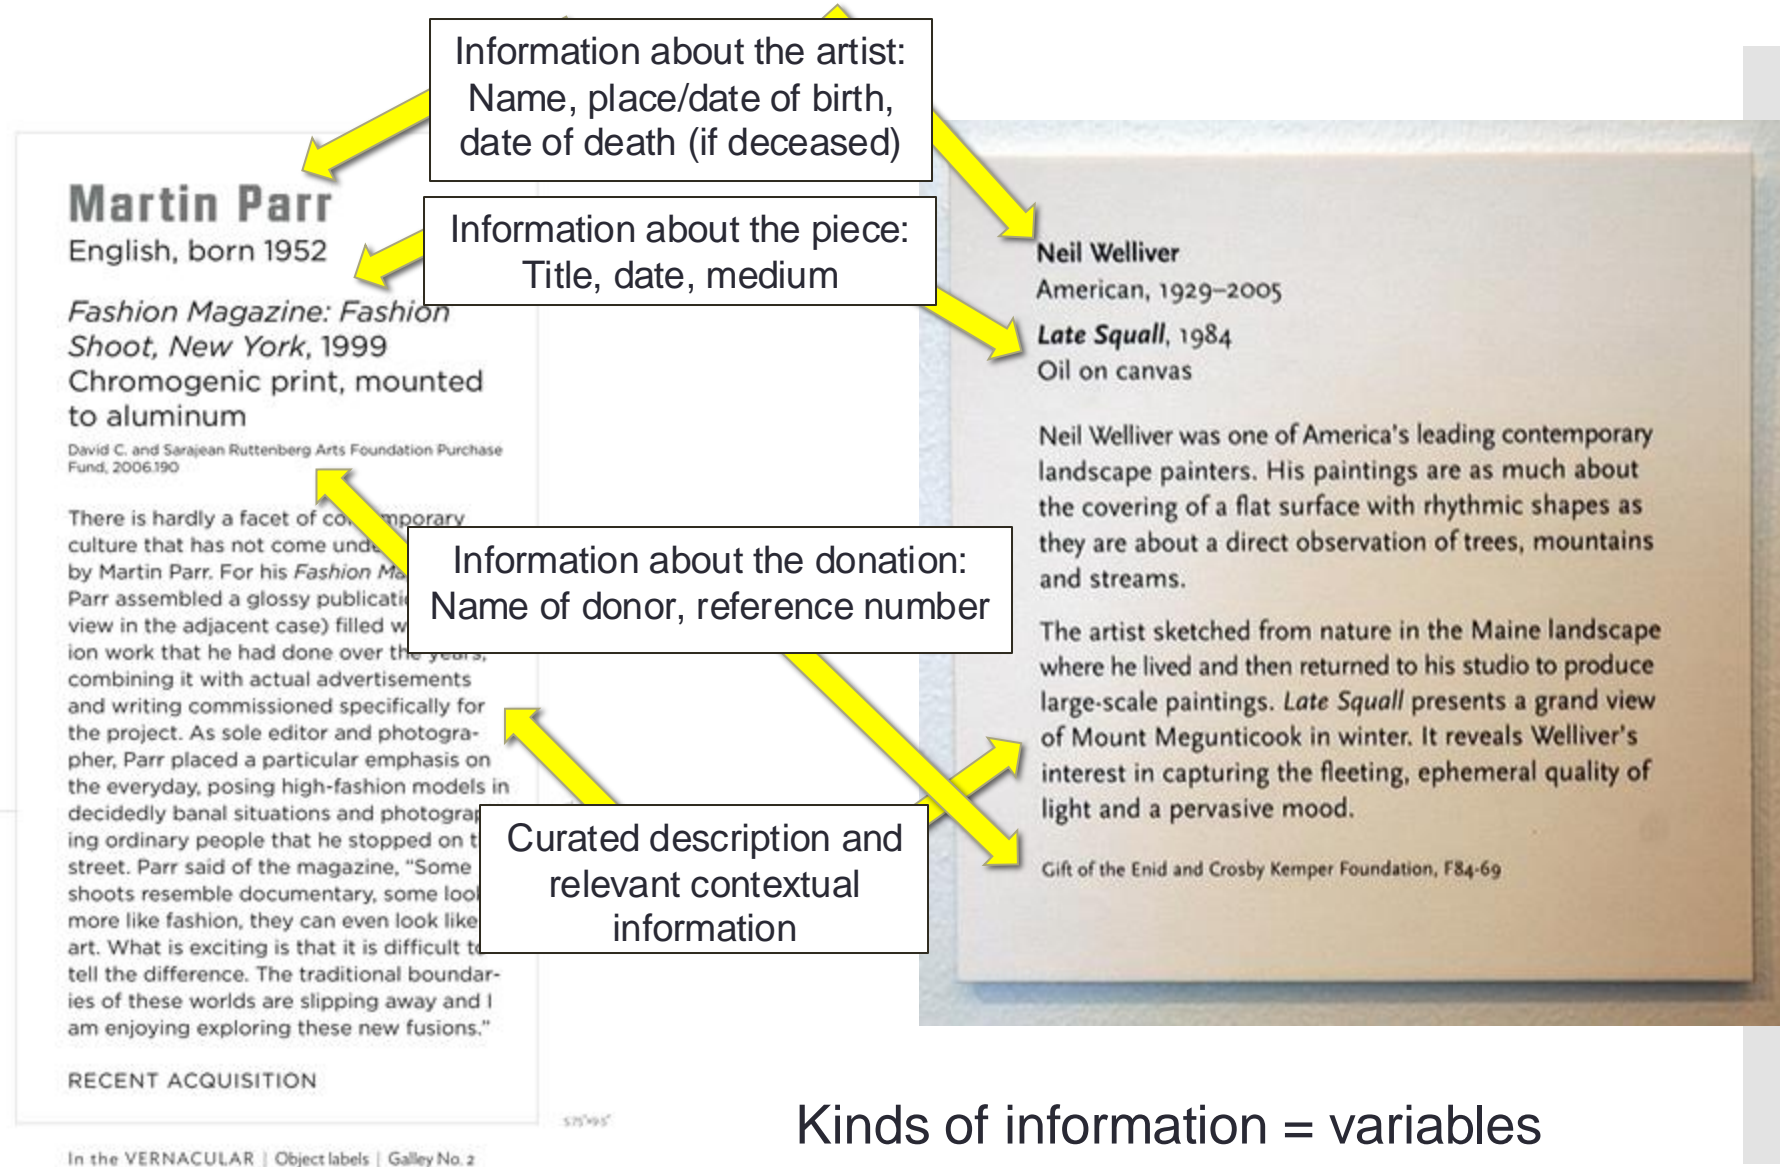 Information about the artist:
Name, place/date of birth,
date of death (if deceased)
Information about the piece:
Title, date, medium
Information about the donation:
Name of donor, reference number
Curated description and
relevant contextual
information
Martin Parr
English, born 1952
Fashion Magazine: Fashion
Shoot, New York, 1999
Chromogenic print, mounted
to aluminum
David C. and Sarajean Ruttenberg Arts Foundation Purchase
Fund, 2006.190
There is hardly a facet of
culture that has not come
by Martin Parr. For his Fashion
Parr assembled a glossy
view in the adjacent case) filled
ion work that he had done over the years,
combining it with actual advertisements
and writing commissioned specifically for
the project. As sole editor and photogra-
pher, Parr placed a particular emphasis on
the everyday, posing high-fashion models in
decidedly banal situations and
ing ordinary people that he stopped on
street. Parr said of the magazine, "Some
shoots resemble documentary, some
more like fashion, they can even look like
art. What is exciting is that it is difficult
tell the difference. The traditional boundar-
ies of these worlds are slipping away and I
am enjoying exploring these new fusions."
RECENT ACQUISITION
5.75"x9.5"
In the VERNACULAR | Object labels | Galley No. 2
Neil Welliver
American, 1929–2005
Late Squall, 1984
Oil on canvas
Neil Welliver was one of America's leading contemporary
landscape painters. His paintings are as much about
the covering of a flat surface with rhythmic shapes as
they are about a direct observation of trees, mountains
and streams.
The artist sketched from nature in the Maine landscape
where he lived and then returned to his studio to produce
large-scale paintings. Late Squall presents a grand view
of Mount Megunticook in winter. It reveals Welliver's
interest in capturing the fleeting, ephemeral quality of
light and a pervasive mood.
Gift of the Enid and Crosby Kemper Foundation, F84-69
Kinds of information = variables